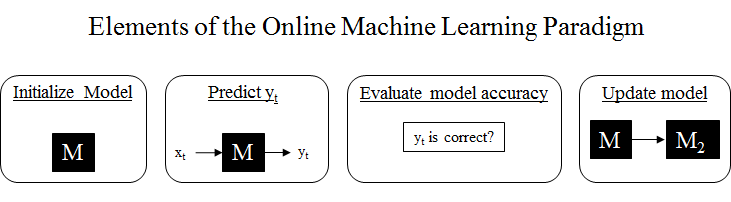 Elements of the Online Machine Learning Paradigm
Initialize Model
M
Predict yₜ
xₜ M yₜ
Evaluate model accuracy
yₜ is correct?
Update model
M M₂